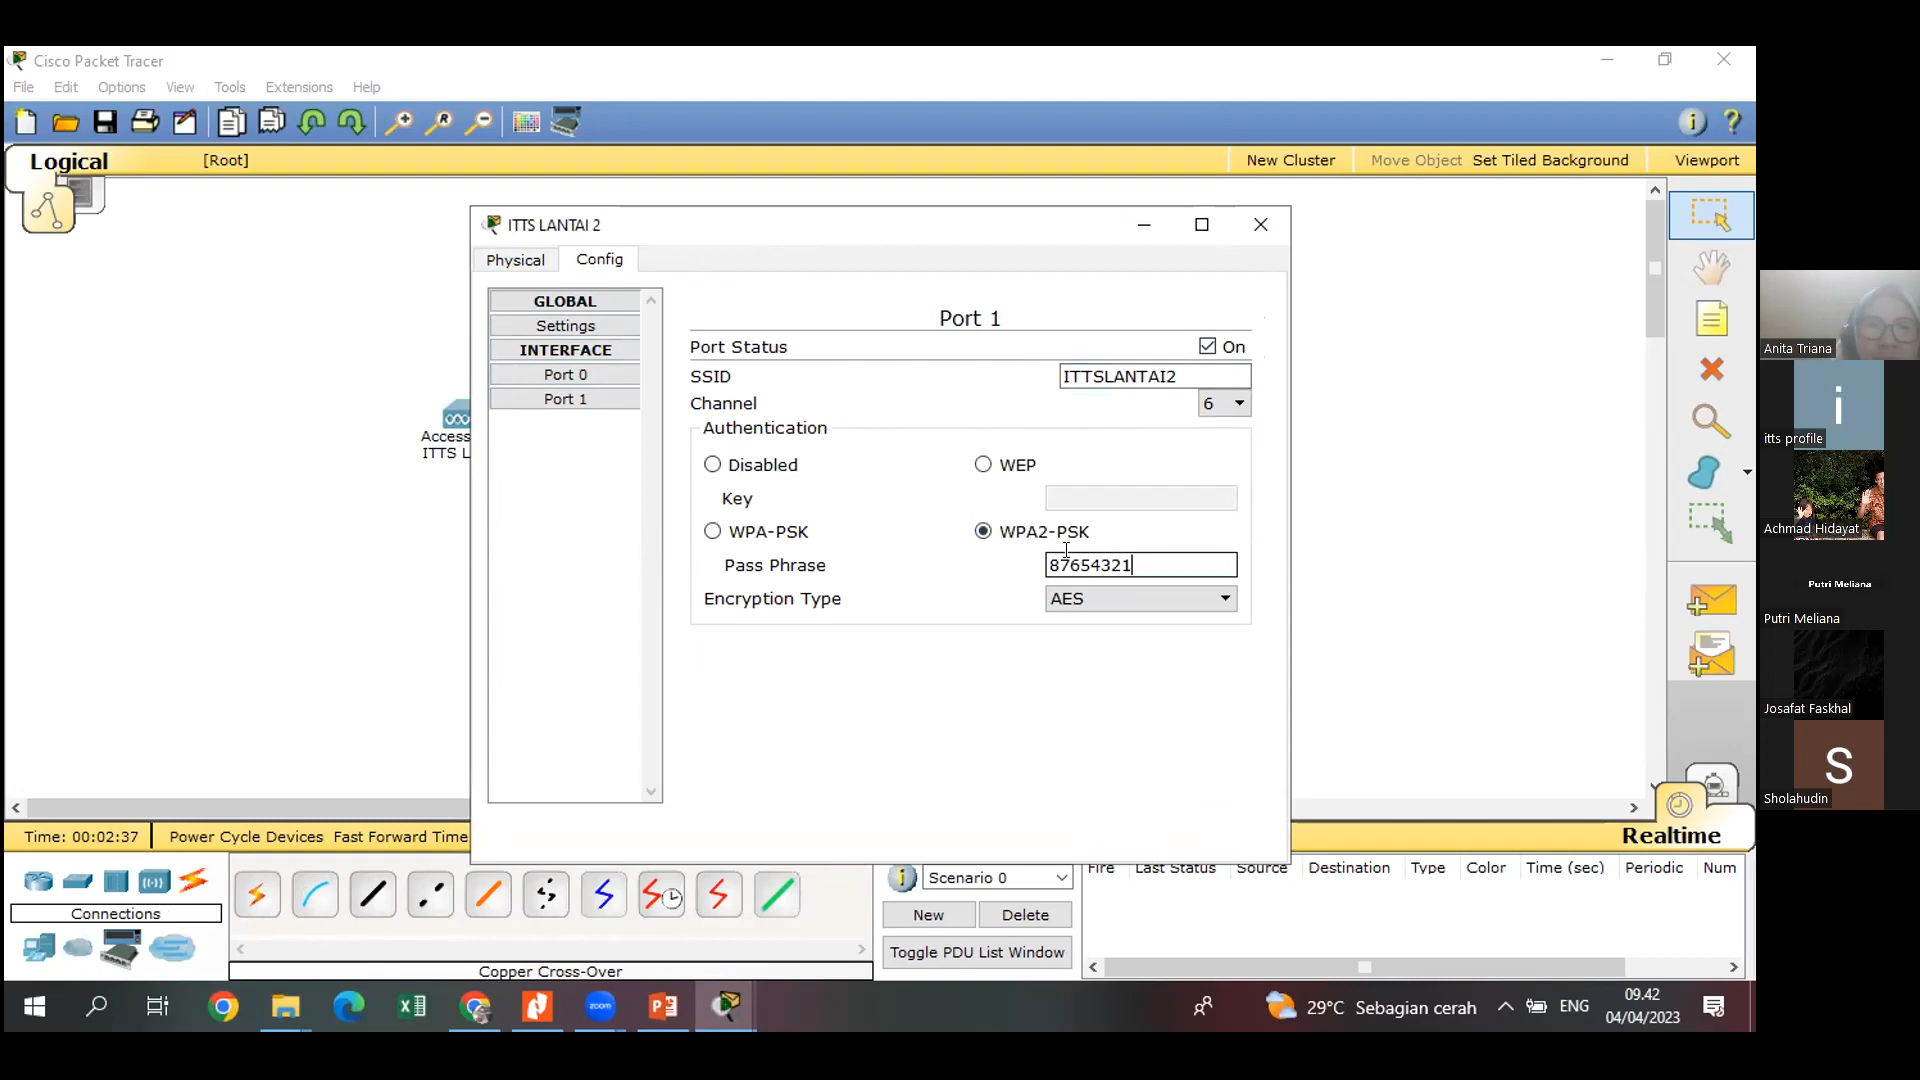 Cisco Packet Tracer
File Edit Options View Tools Extensions Help
Logical [Root] New Cluster Move Object Set Tiled Background Viewport
ITTS LANTAI 2
Physical Config
GLOBAL
Settings
INTERFACE
Port 0
Port 1
Port 1
Port Status On
SSID ITTSLANTAI2
Channel 6
Authentication
Disabled WEP
Key
WPA-PSK WPA2-PSK
Pass Phrase 87654321
Encryption Type AES
Access
ITTS L
Anita Triana
i
itts profile
Achmad Hidayat
Putri Meliana
Putri Meliana
Josafat Faskhal
S
Sholahudin
Time: 00:02:37 Power Cycle Devices Fast Forward Time
Realtime
Connections
Copper Cross-Over
Scenario 0
New Delete
Toggle PDU List Window
Fire Last Status Source Destination Type Color Time (sec) Periodic Num
zoom
29°C Sebagian cerah ENG
09.42
04/04/2023